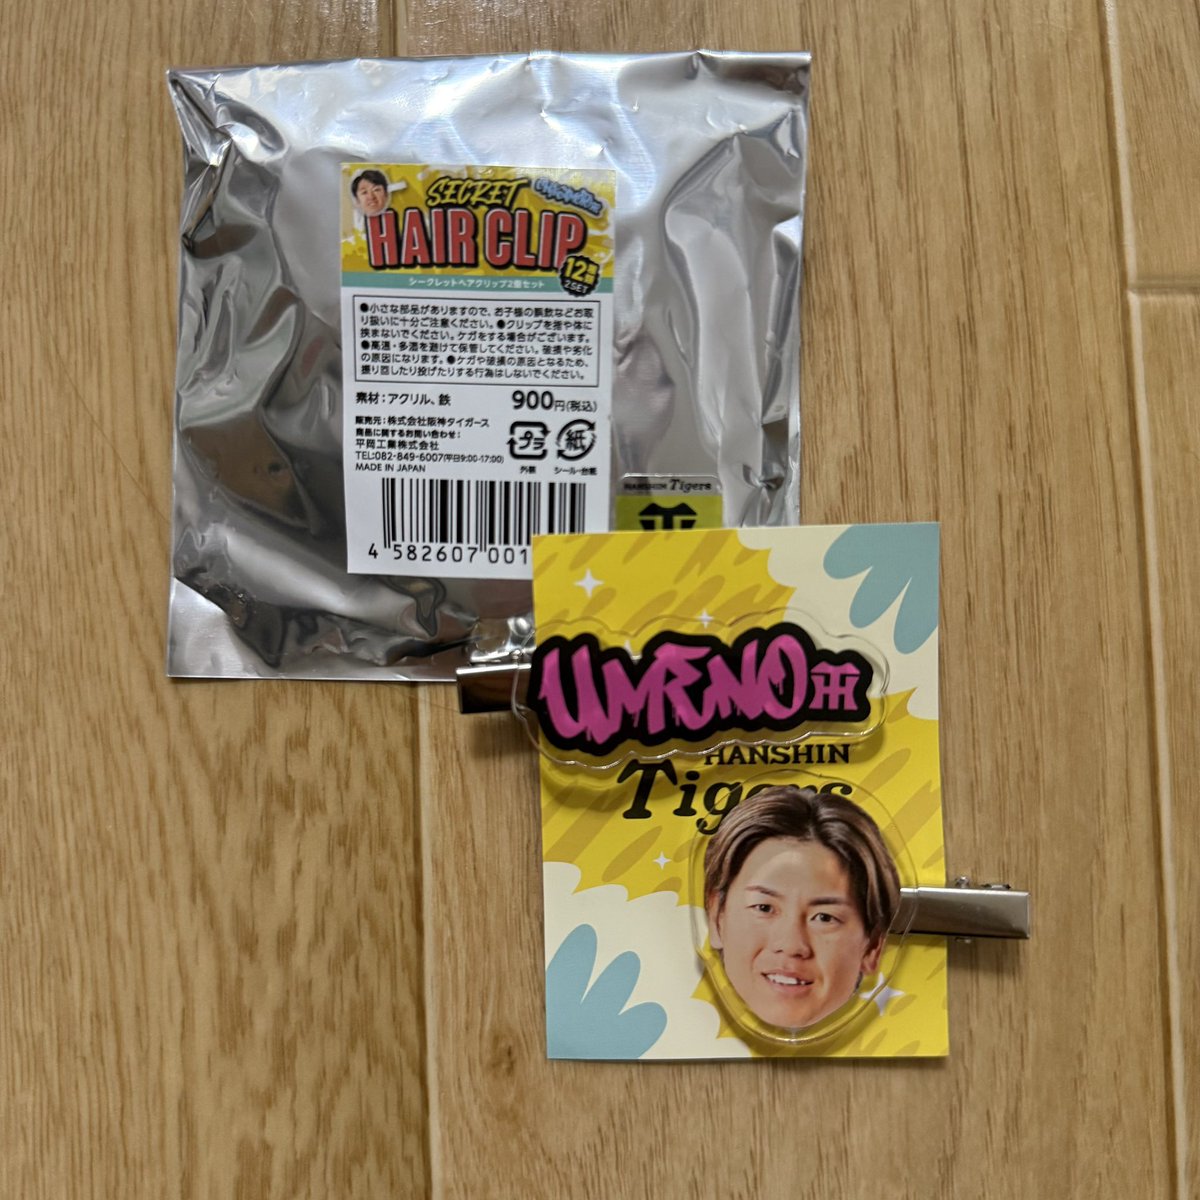 SECRET
HAIR CLIP
12種
2SET
シークレットヘアクリップ2個セット
●小さな部品がありますので、お子様の誤飲などお取
り扱いに十分ご注意ください。●クリップを指や体に
挟まないでください。ケガをする場合がございます。
●高温・多湿を避けて保管してください。破損や劣化
の原因になります。●ケガや破損の原因となるため、
振り回したり投げたりする行為はしないでください。
素材：アクリル、鉄
900円(税込)
販売元：株式会社阪神タイガース
商品に関するお問い合わせ：
平岡工業株式会社
TEL:082-849-6007(平日9:00-17:00)
MADE IN JAPAN
プラ
外装
紙
シール・台紙
4 582607 001
HANSHIN Tigers
UMENO
HANSHIN
Tigers